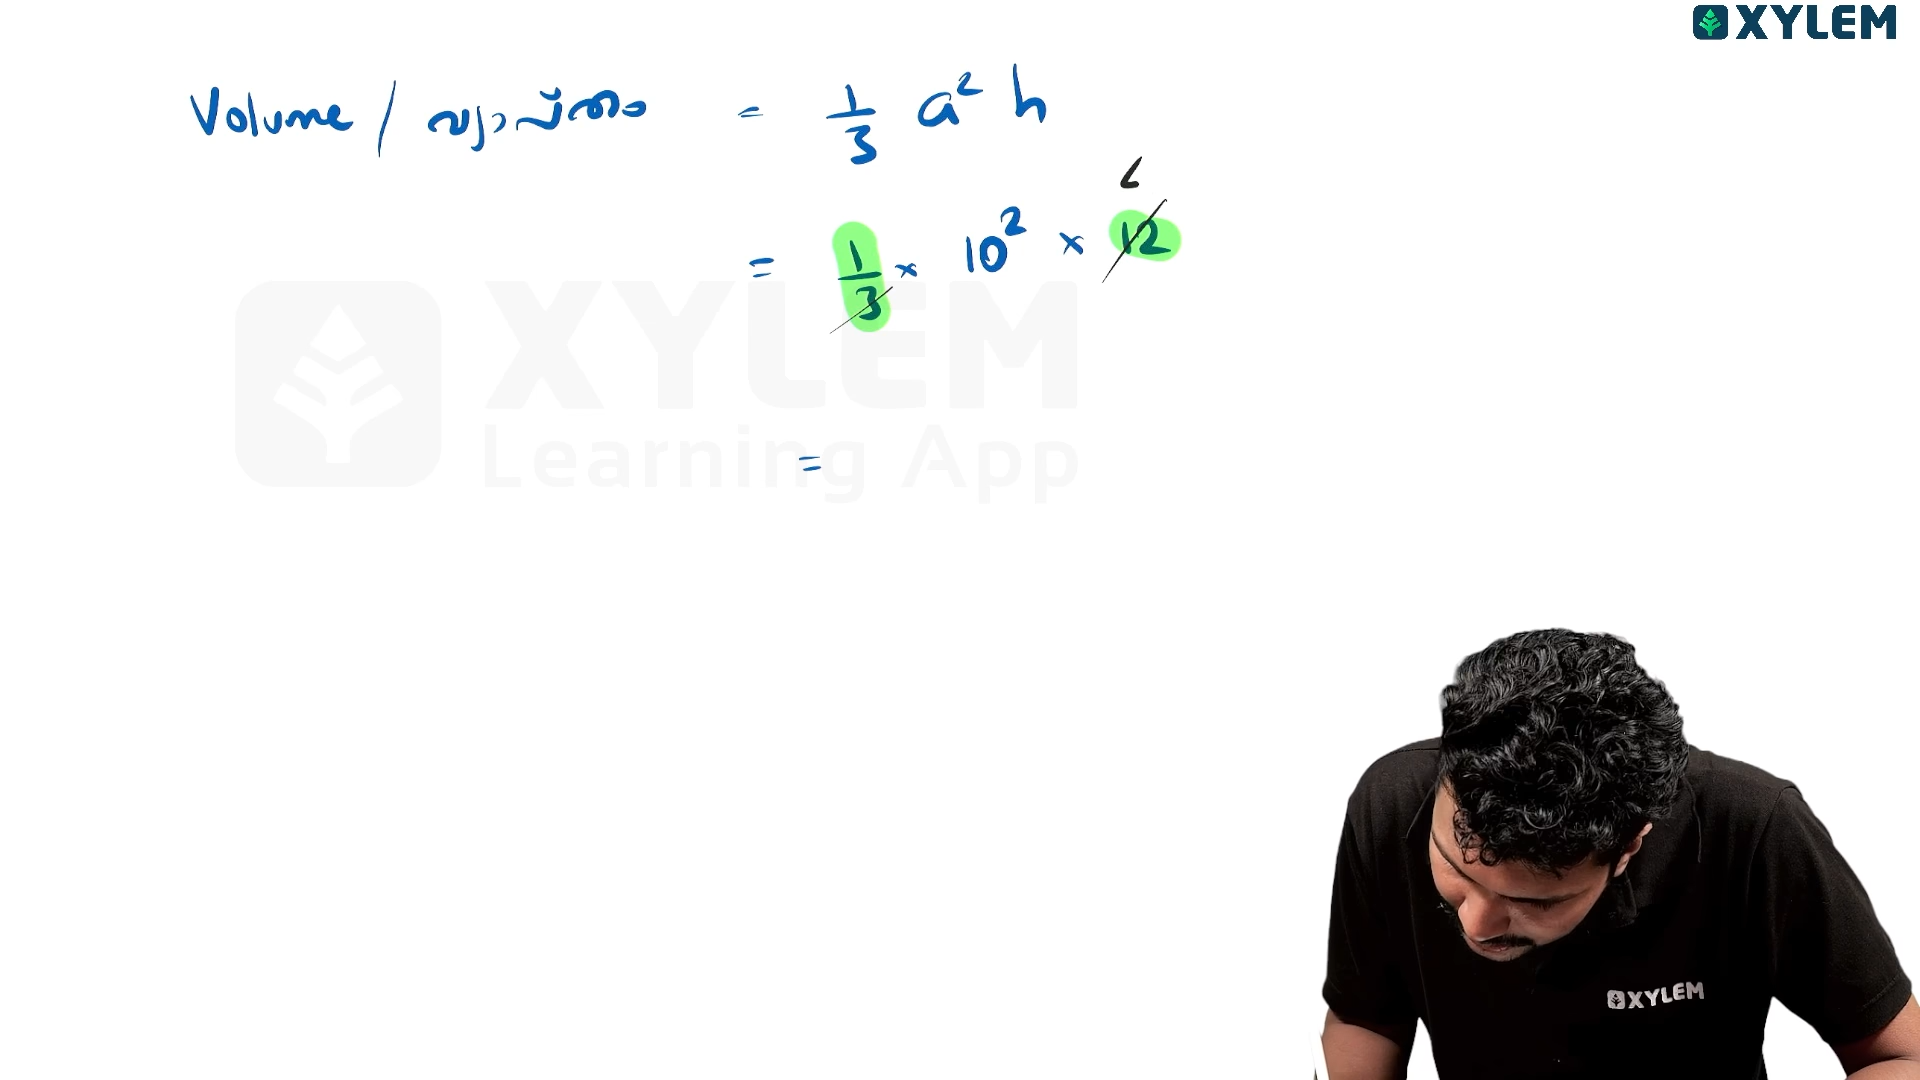 XYLEM
Volume / വ്യാപ്തം = 1/3 a² h
= 1/3 × 10² × 12
XYLEM
Learning App
=
XYLEM